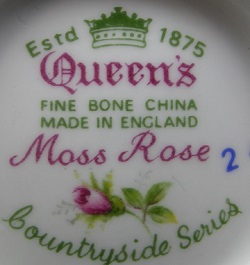 Estd 1875
Queen's
FINE BONE CHINA
MADE IN ENGLAND
Moss Rose
2
Countryside Series